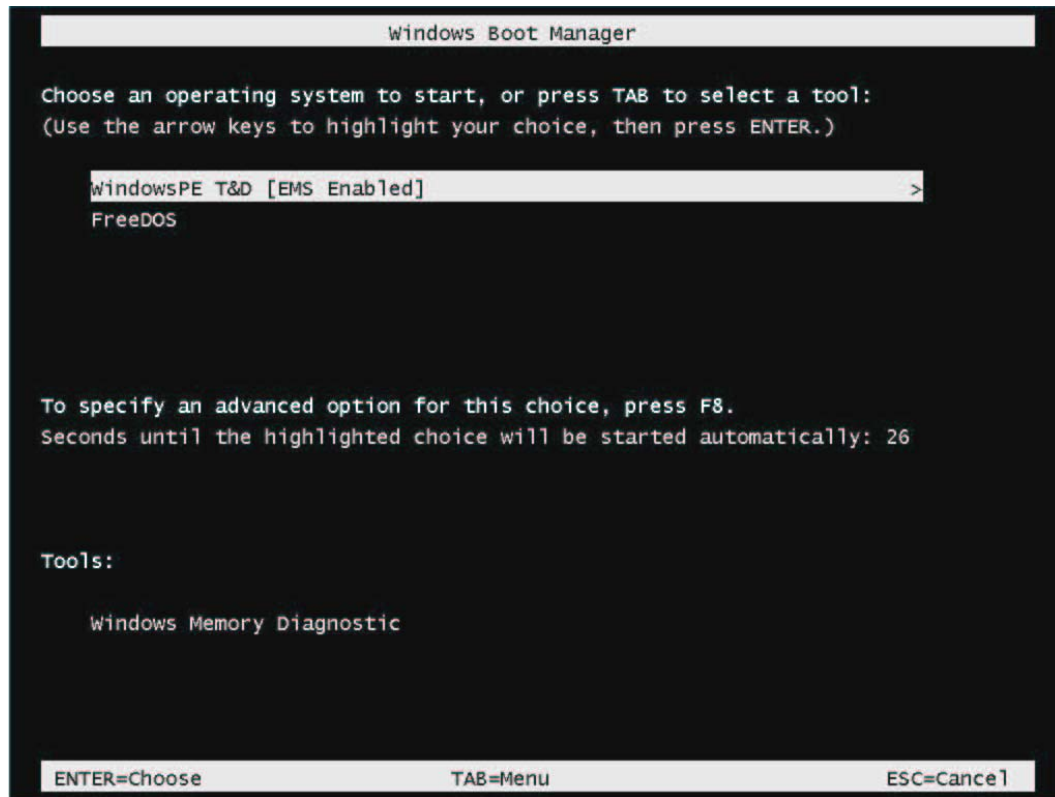 Windows Boot Manager
Choose an operating system to start, or press TAB to select a tool:
(Use the arrow keys to highlight your choice, then press ENTER.)
WindowsPE T&D [EMS Enabled] >
FreeDOS
To specify an advanced option for this choice, press F8.
Seconds until the highlighted choice will be started automatically: 26
Tools:
Windows Memory Diagnostic
ENTER=Choose TAB=Menu ESC=Cancel